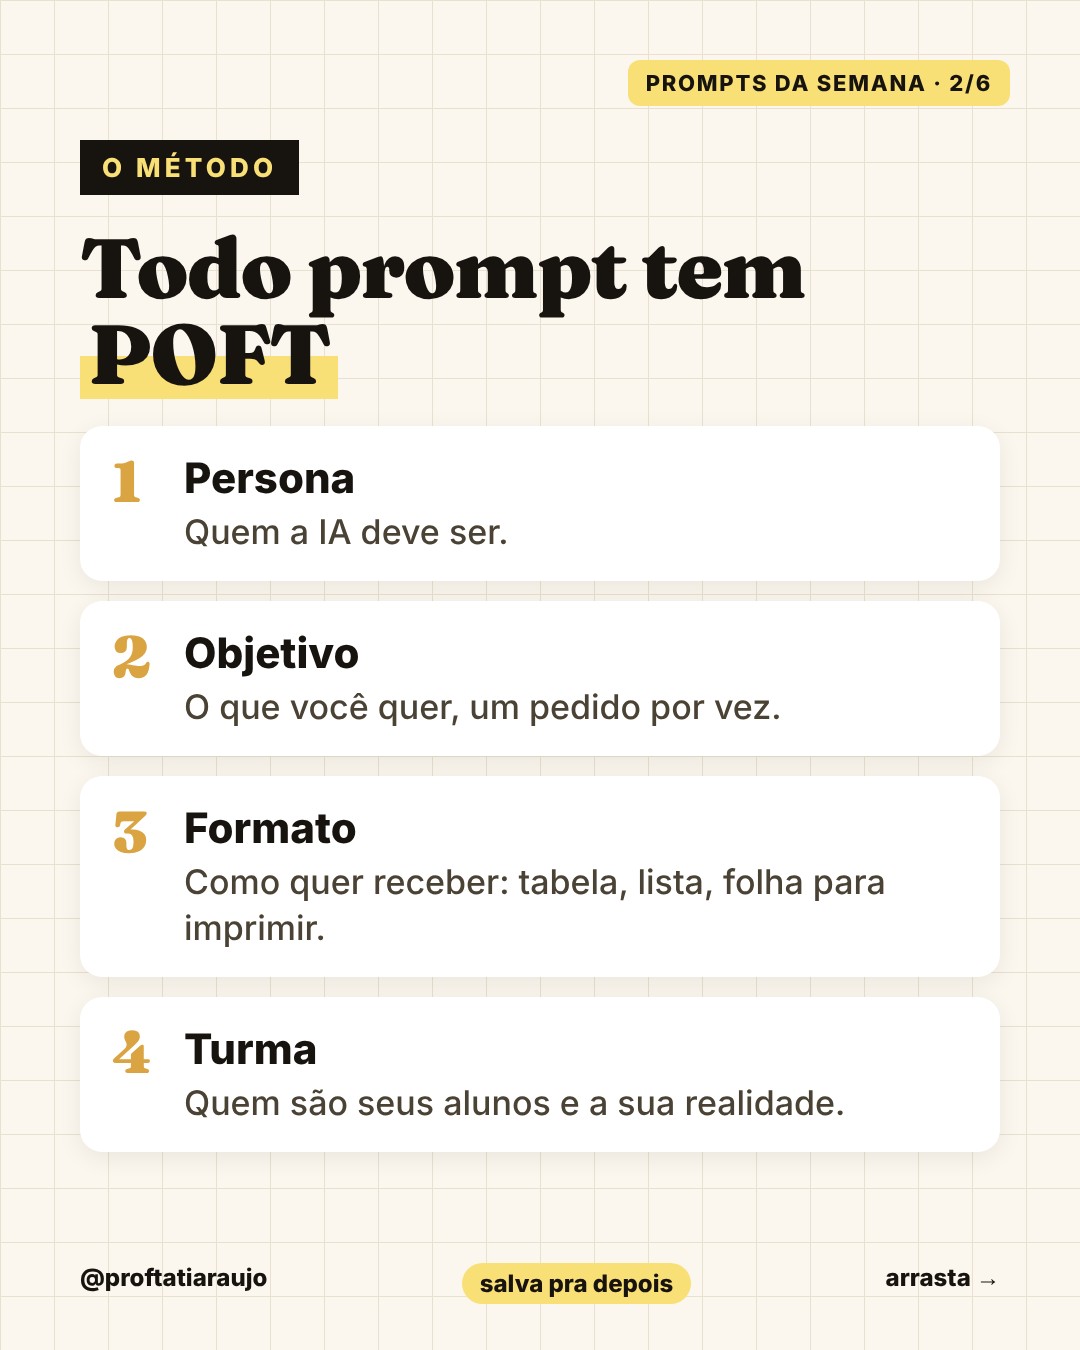 PROMPTS DA SEMANA · 2/6
O MÉTODO
Todo prompt tem
POFT
1
Persona
Quem a IA deve ser.
2
Objetivo
O que você quer, um pedido por vez.
3
Formato
Como quer receber: tabela, lista, folha para
imprimir.
4
Turma
Quem são seus alunos e a sua realidade.
@proftatiaraujo
salva pra depois
arrasta →